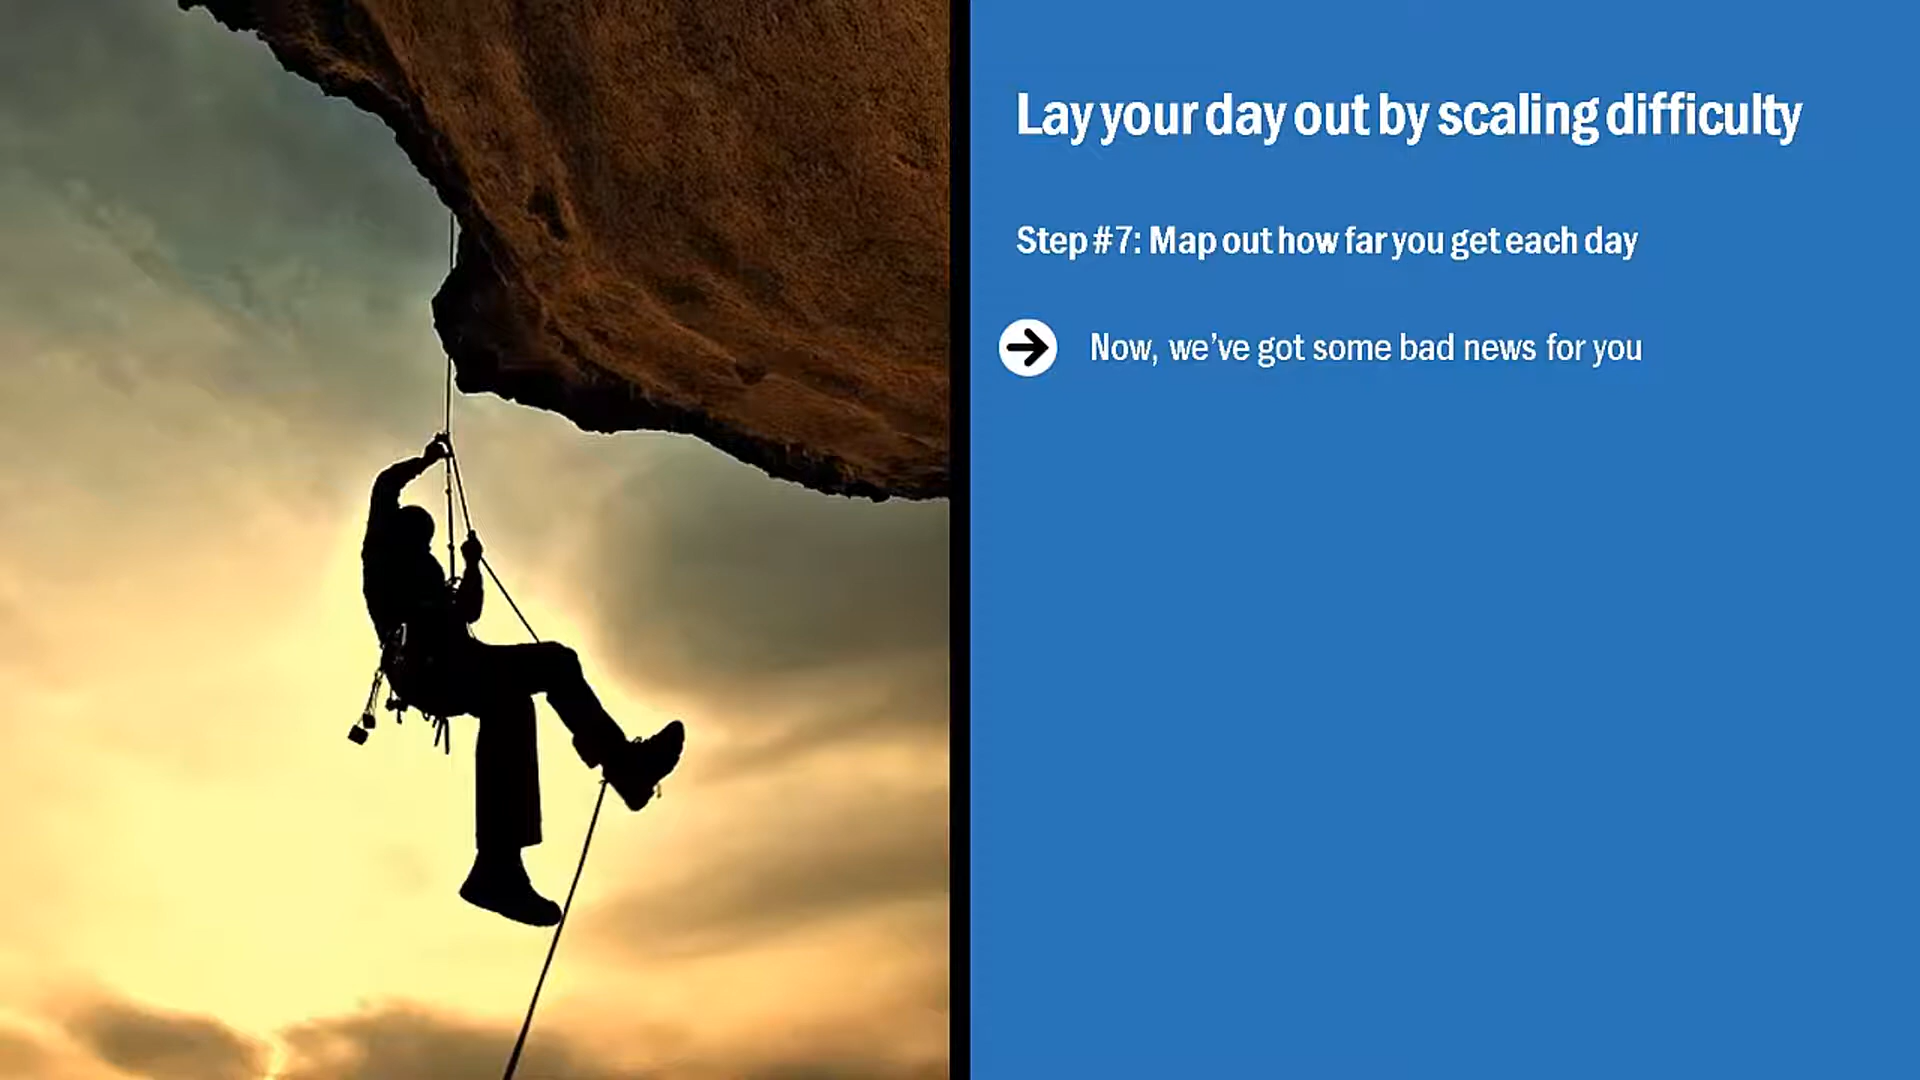 Lay your day out by scaling difficulty
Step #7: Map out how far you get each day
Now, we’ve got some bad news for you